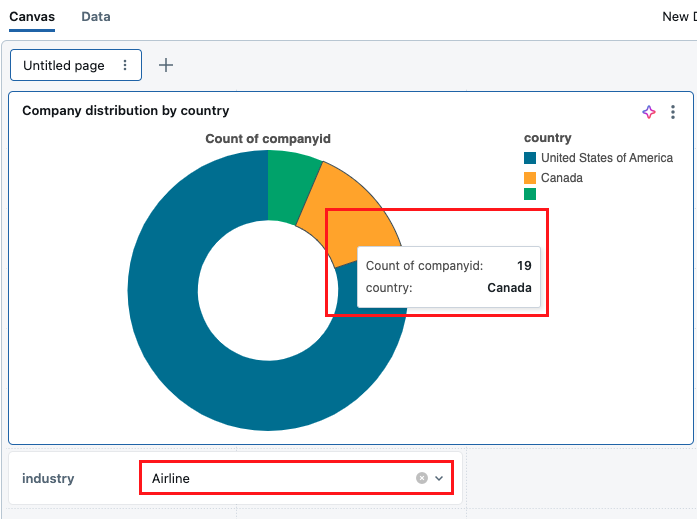 Canvas Data New D
Untitled page
Company distribution by country
Count of companyid
country
United States of America
Canada
Count of companyid: 19
country: Canada
industry Airline